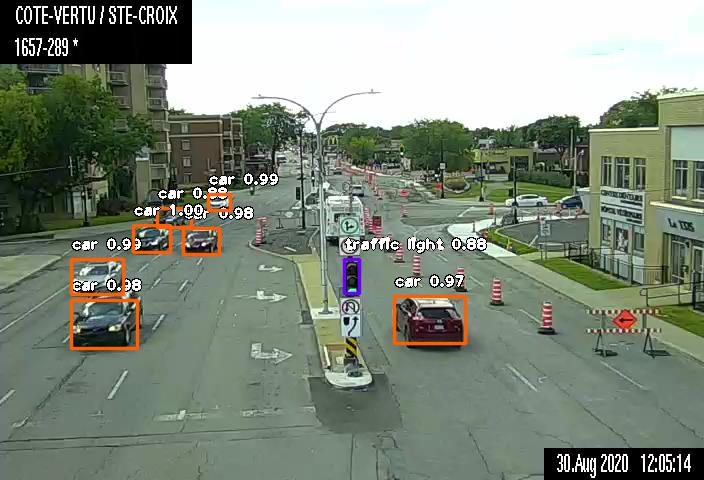 COTE-VERTU / STE-CROIX
1657-289 *
car 0.99
car 0.88
car 1.00
car 0.98
car 0.99
traffic light 0.88
car 0.98
car 0.97
30.Aug 2020 12:05:14